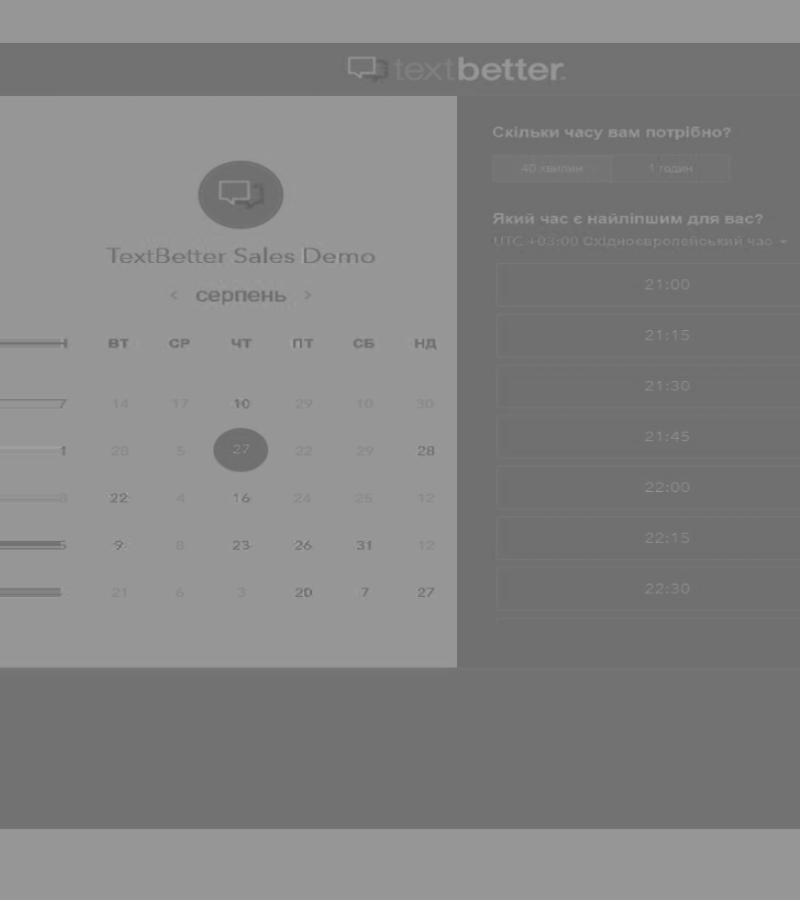 textbetter.
TextBetter Sales Demo
< серпень >
ВТ СР ЧТ ПТ СБ НД
7 14 17 10 29 10 30
1 28 5 27 22 29 28
8 22 4 16 24 25 12
5 9 8 23 26 31 12
21 6 3 20 7 27
Скільки часу вам потрібно?
40 хвилин 1 годин
Який час є найліпшим для вас?
UTC +03:00 Східноєвропейський час
21:00
21:15
21:30
21:45
22:00
22:15
22:30